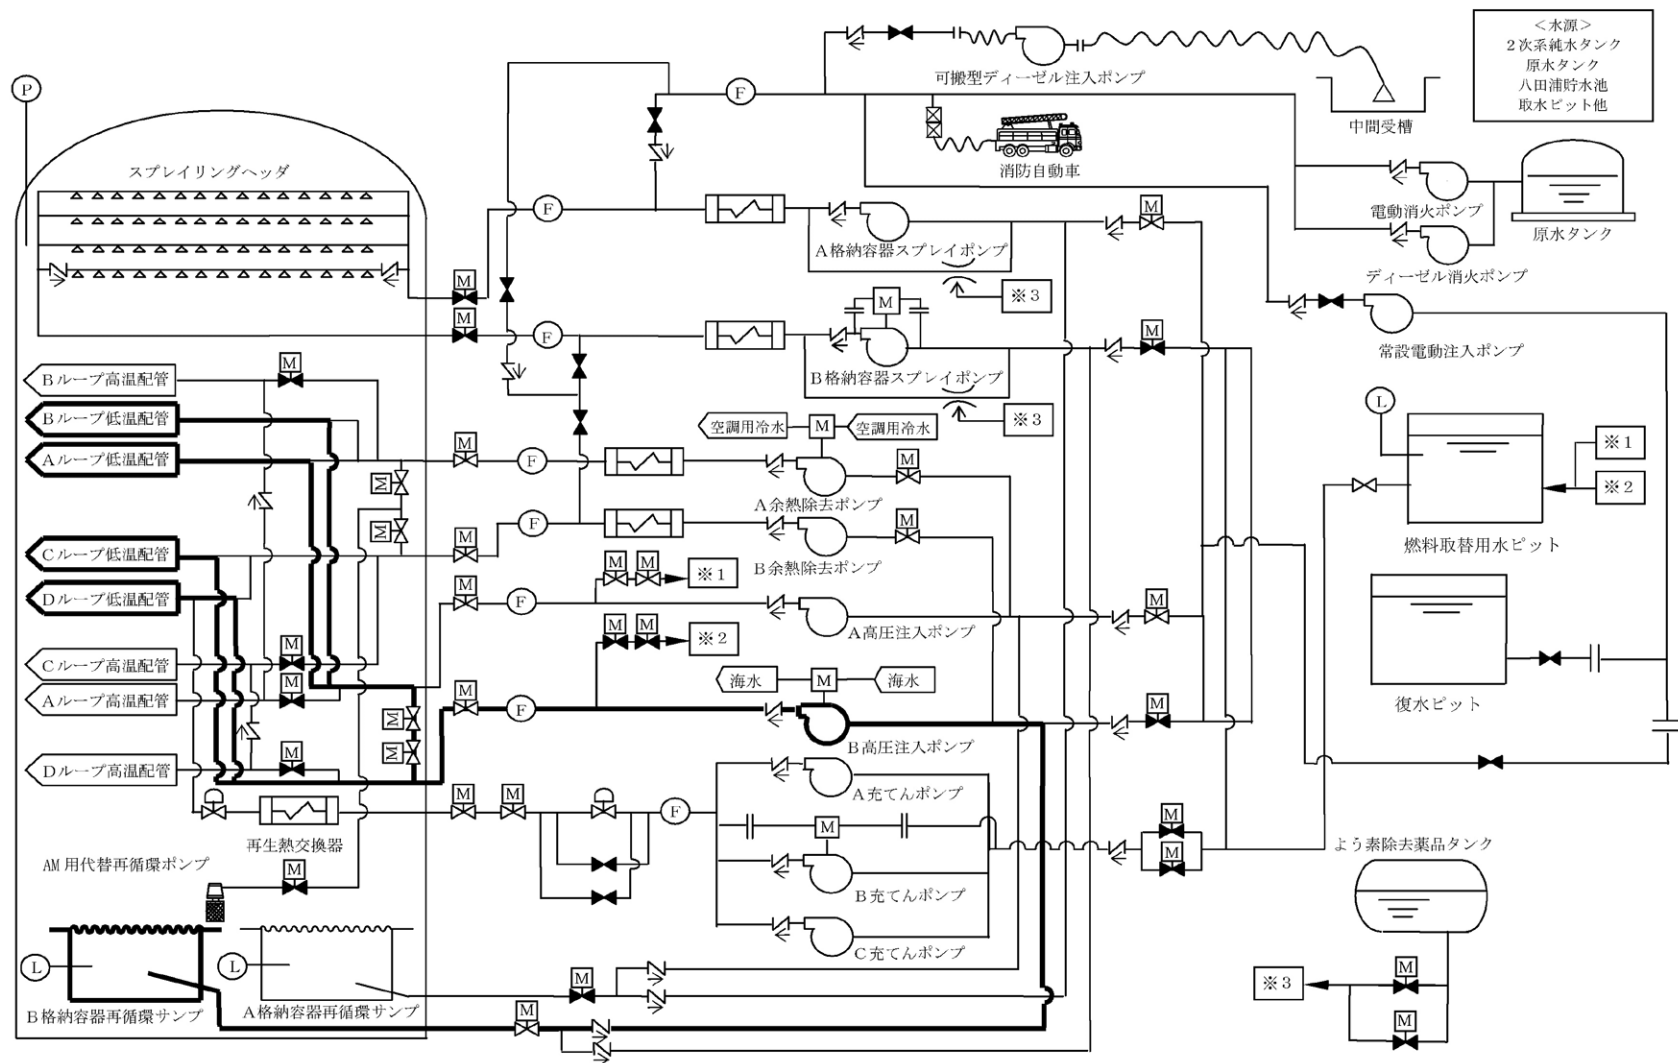 <水源>
2次系純水タンク
原水タンク
八田浦貯水池
取水ピット他
P
F
可搬型ディーゼル注入ポンプ
中間受槽
消防自動車
スプレイリングヘッダ
M
F
A格納容器スプレイポンプ
※3
電動消火ポンプ
原水タンク
ディーゼル消火ポンプ
M
M
F
M
M
B格納容器スプレイポンプ
※3
常設電動注入ポンプ
Bループ高温配管
M
Bループ低温配管
空調用冷水
M
空調用冷水
L
※1
※2
Aループ低温配管
M
F
M
A余熱除去ポンプ
M
M
燃料取替用水ピット
Cループ低温配管
M
F
M
B余熱除去ポンプ
M
M
※1
Dループ低温配管
M
F
A高圧注入ポンプ
M
M
M
※2
Cループ高温配管
M
海水
M
海水
Aループ高温配管
M
M
F
B高圧注入ポンプ
M
復水ピット
M
M
Dループ高温配管
M
A充てんポンプ
再生熱交換器
M
M
F
M
B充てんポンプ
M
M
よう素除去薬品タンク
AM用代替再循環ポンプ
M
C充てんポンプ
L
L
M
B格納容器再循環サンプ
A格納容器再循環サンプ
M
※3
M
M